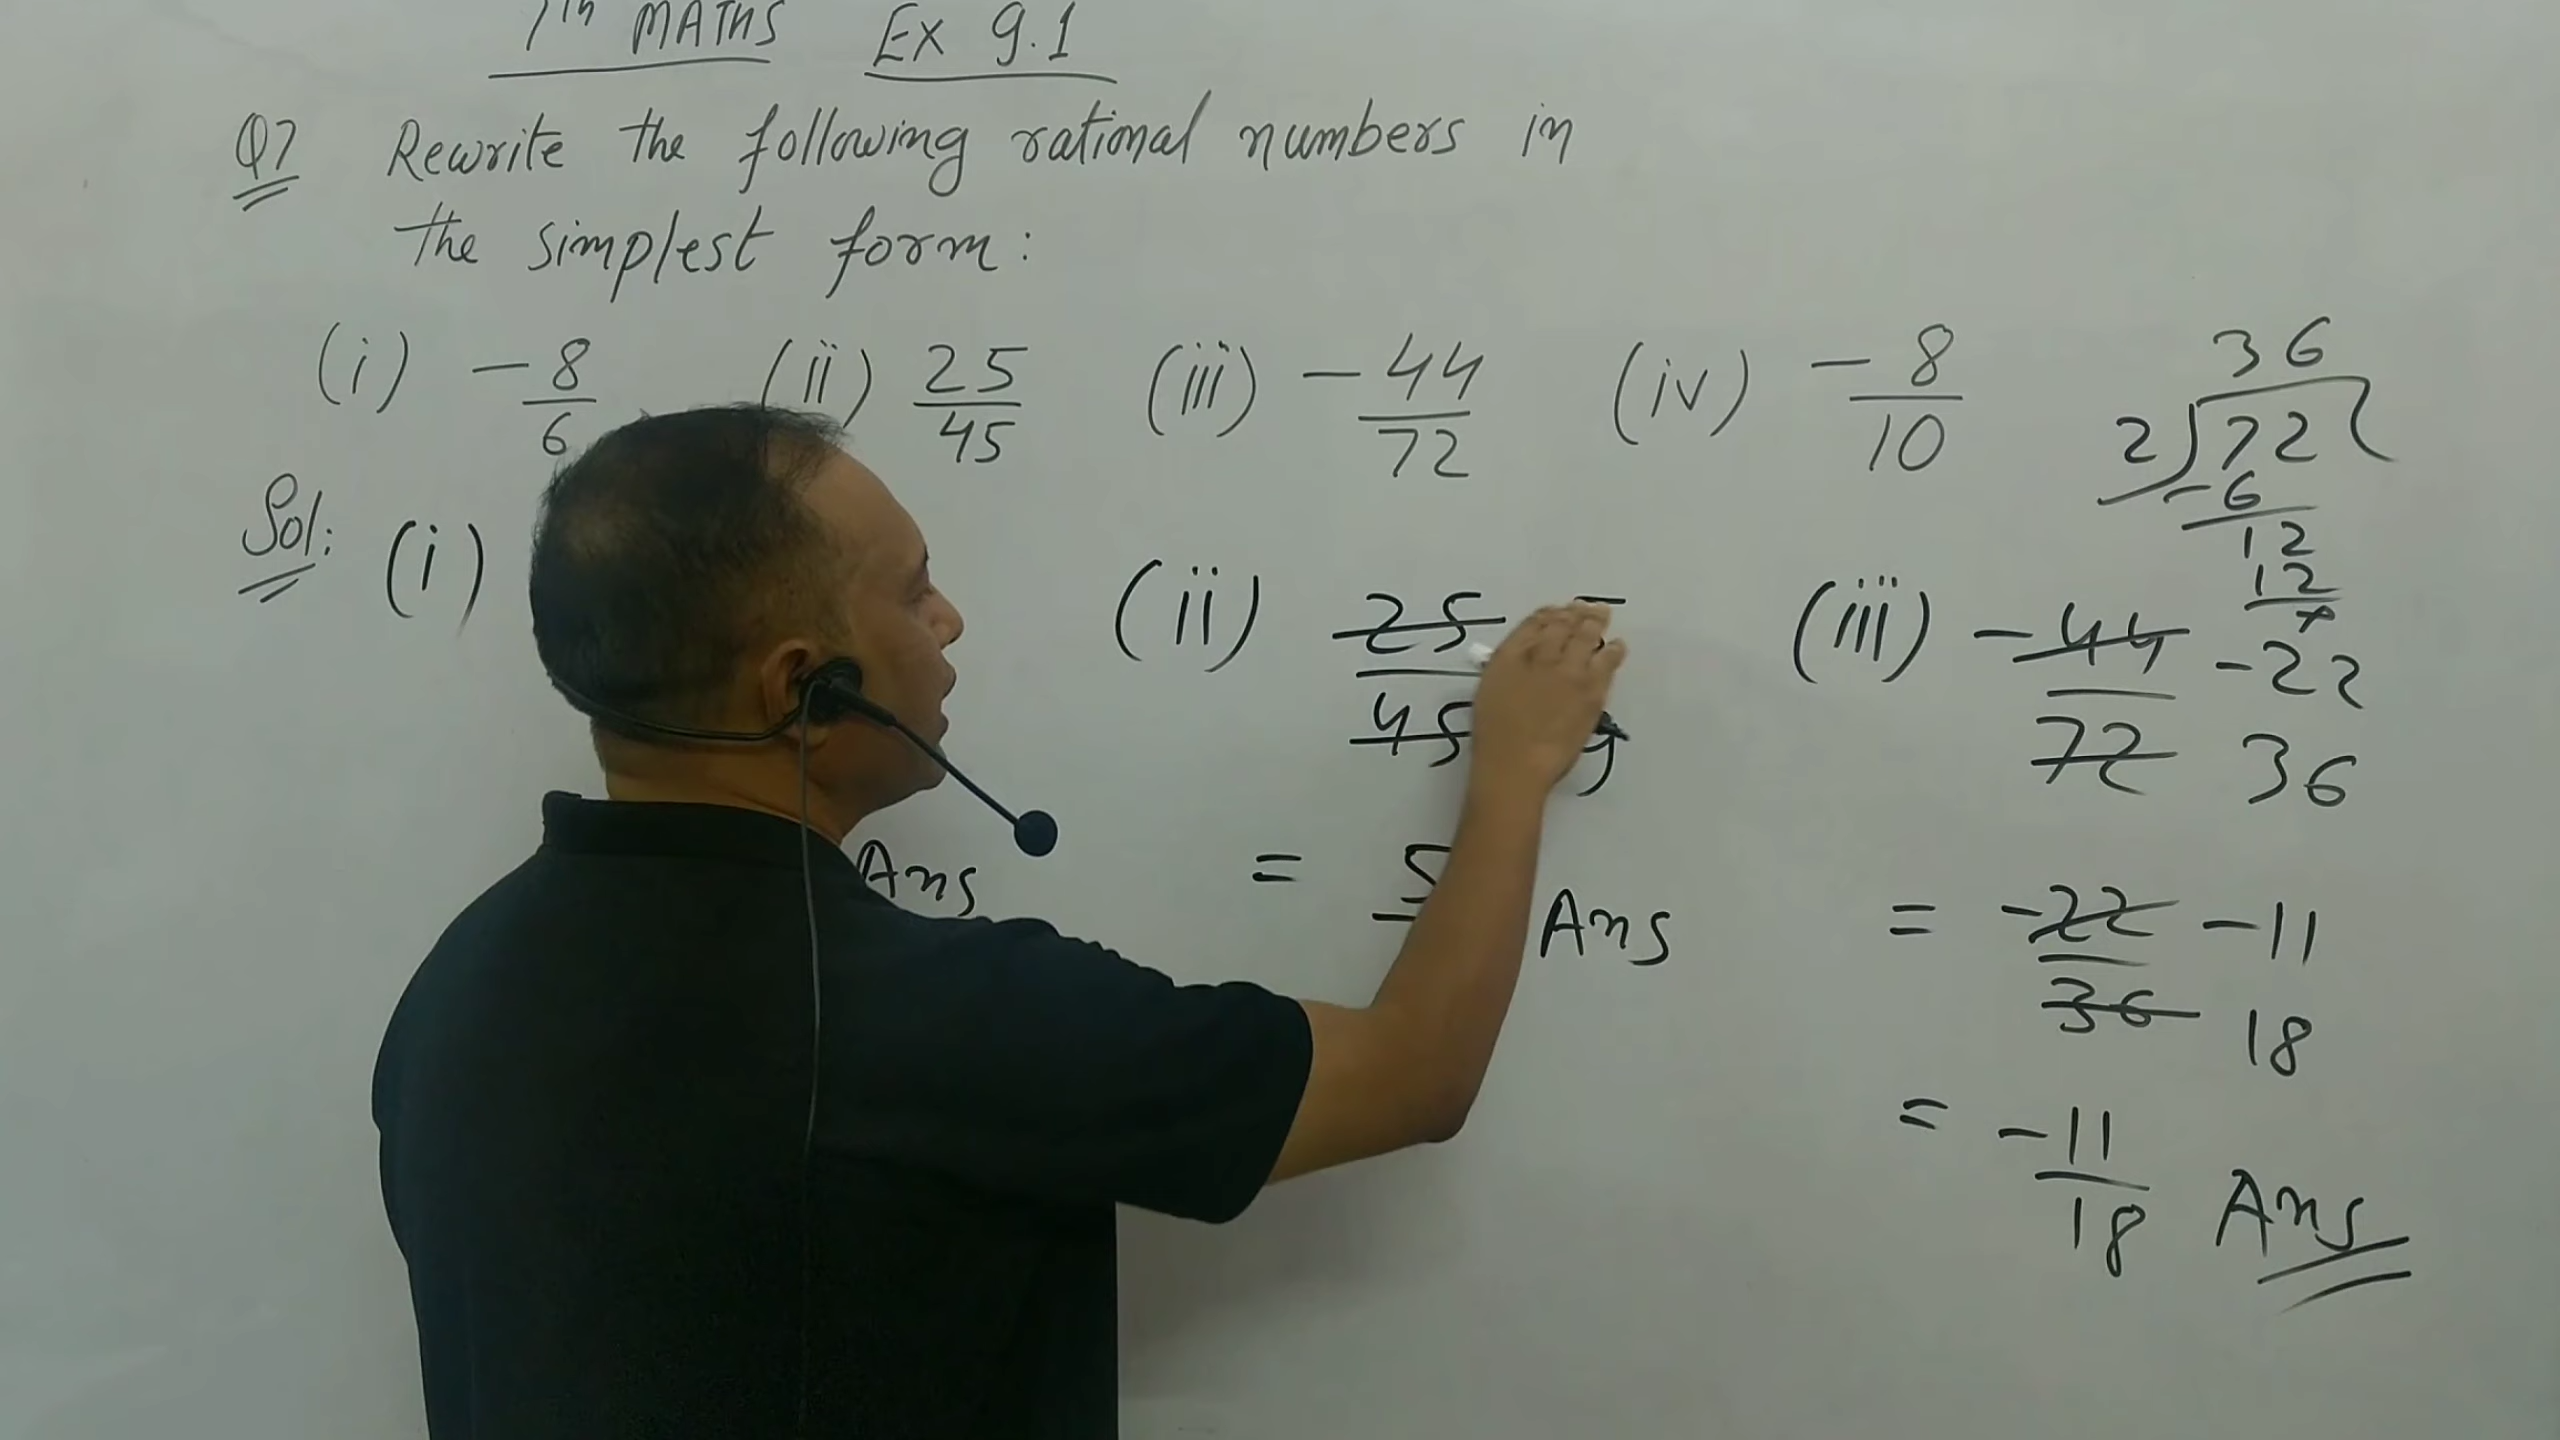 7th MATHS Ex 9.1
Q7 Rewrite the following rational numbers in
the simplest form:
(i) -8/6 (ii) 25/45 (iii) -44/72 (iv) -8/10
36
2)72(
-6
12
12
x
Sol: (i)
Ans
(ii) 25/45 9
= 5 Ans
(iii) -44/72 -22 36
= -22/36 -11 18
= -11/18 Ans